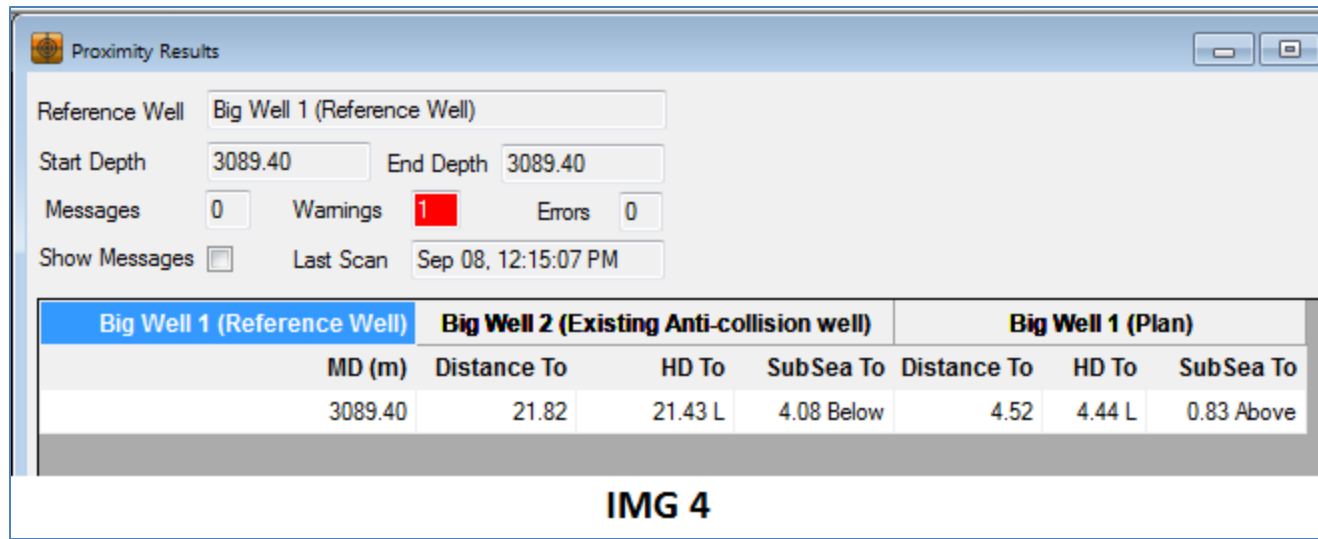 Proximity Results
Reference Well Big Well 1 (Reference Well)
Start Depth 3089.40 End Depth 3089.40
Messages 0 Warnings 1 Errors 0
Show Messages Last Scan Sep 08, 12:15:07 PM
Big Well 1 (Reference Well) Big Well 2 (Existing Anti-collision well) Big Well 1 (Plan)
MD (m) Distance To HD To SubSea To Distance To HD To SubSea To
3089.40 21.82 21.43 L 4.08 Below 4.52 4.44 L 0.83 Above
IMG 4